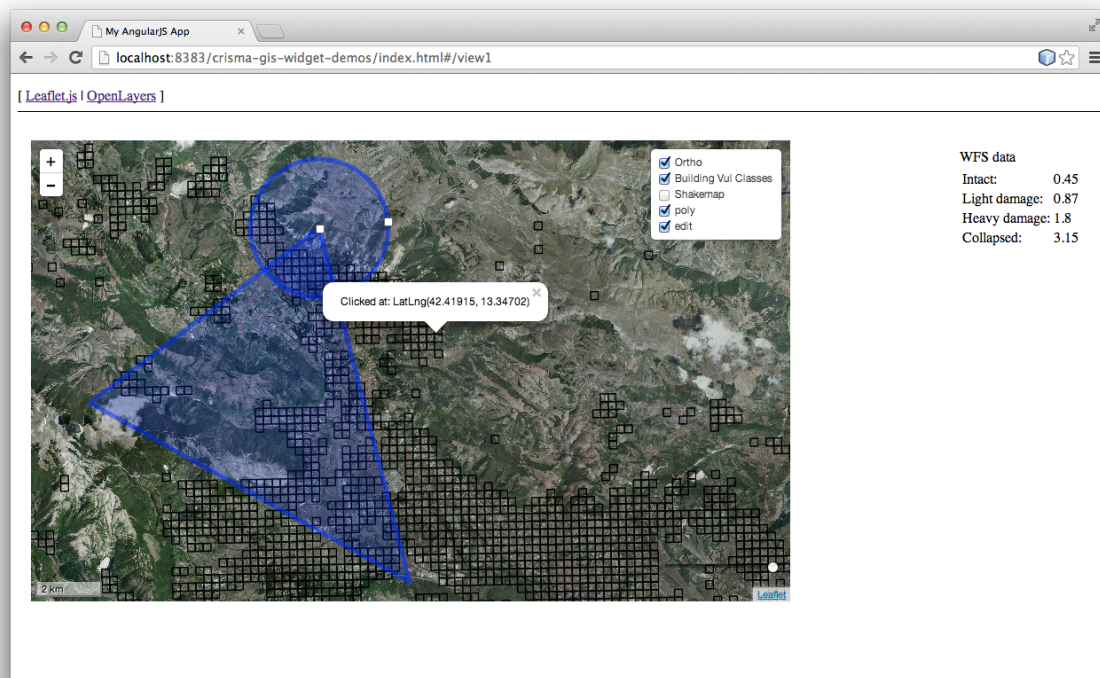 My AngularJS App
localhost:8383/crisma-gis-widget-demos/index.html#/view1
[ Leaflet.js | OpenLayers ]
+
-
Ortho
Building Vul Classes
Shakemap
poly
edit
Clicked at: LatLng(42.41915, 13.34702)
2 km
Leaflet
WFS data
Intact: 0.45
Light damage: 0.87
Heavy damage: 1.8
Collapsed: 3.15